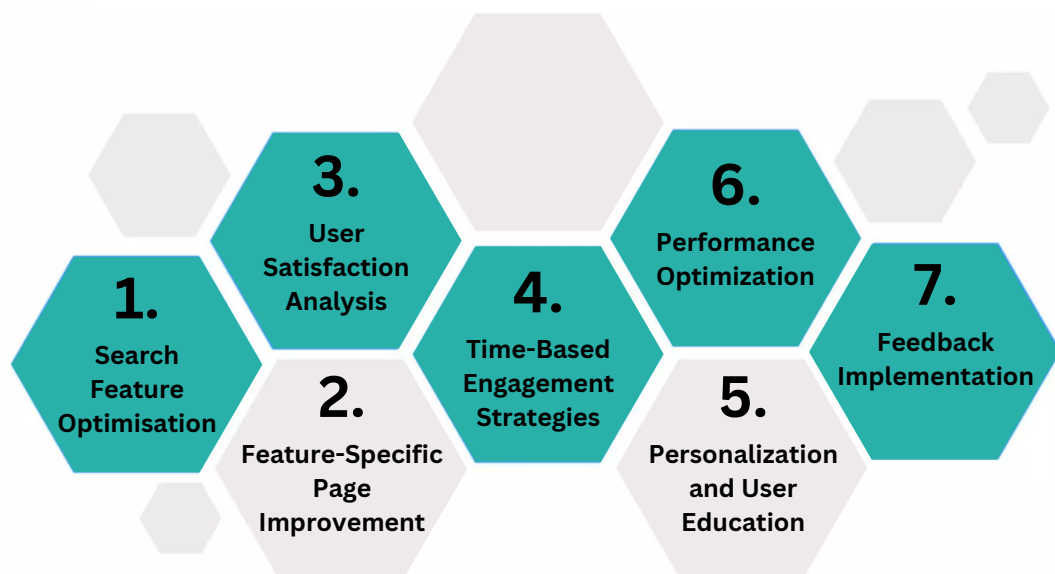 1.
Search
Feature
Optimisation
2.
Feature-Specific
Page
Improvement
3.
User
Satisfaction
Analysis
4.
Time-Based
Engagement
Strategies
5.
Personalization
and User
Education
6.
Performance
Optimization
7.
Feedback
Implementation